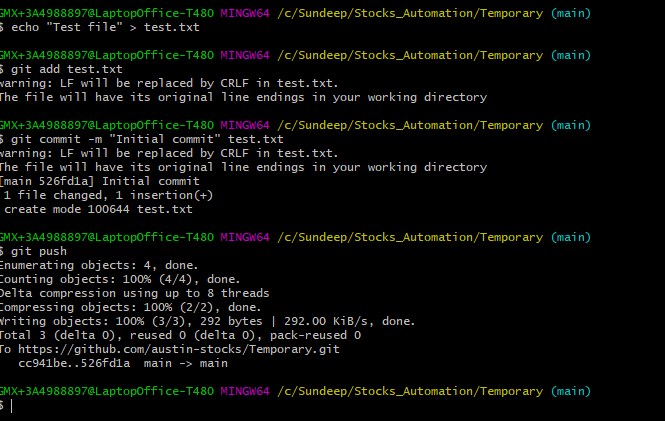 GMX+3A4988897@LaptopOffice-T480 MINGW64 /c/Sundeep/Stocks_Automation/Temporary (main)
$ echo "Test file" > test.txt
GMX+3A4988897@LaptopOffice-T480 MINGW64 /c/Sundeep/Stocks_Automation/Temporary (main)
$ git add test.txt
warning: LF will be replaced by CRLF in test.txt.
The file will have its original line endings in your working directory
GMX+3A4988897@LaptopOffice-T480 MINGW64 /c/Sundeep/Stocks_Automation/Temporary (main)
$ git commit -m "Initial commit" test.txt
warning: LF will be replaced by CRLF in test.txt.
The file will have its original line endings in your working directory
[main 526fd1a] Initial commit
1 file changed, 1 insertion(+)
create mode 100644 test.txt
GMX+3A4988897@LaptopOffice-T480 MINGW64 /c/Sundeep/Stocks_Automation/Temporary (main)
$ git push
Enumerating objects: 4, done.
Counting objects: 100% (4/4), done.
Delta compression using up to 8 threads
Compressing objects: 100% (2/2), done.
Writing objects: 100% (3/3), 292 bytes | 292.00 KiB/s, done.
Total 3 (delta 0), reused 0 (delta 0), pack-reused 0
To https://github.com/austin-stocks/Temporary.git
cc941be..526fd1a  main -> main
GMX+3A4988897@LaptopOffice-T480 MINGW64 /c/Sundeep/Stocks_Automation/Temporary (main)
$